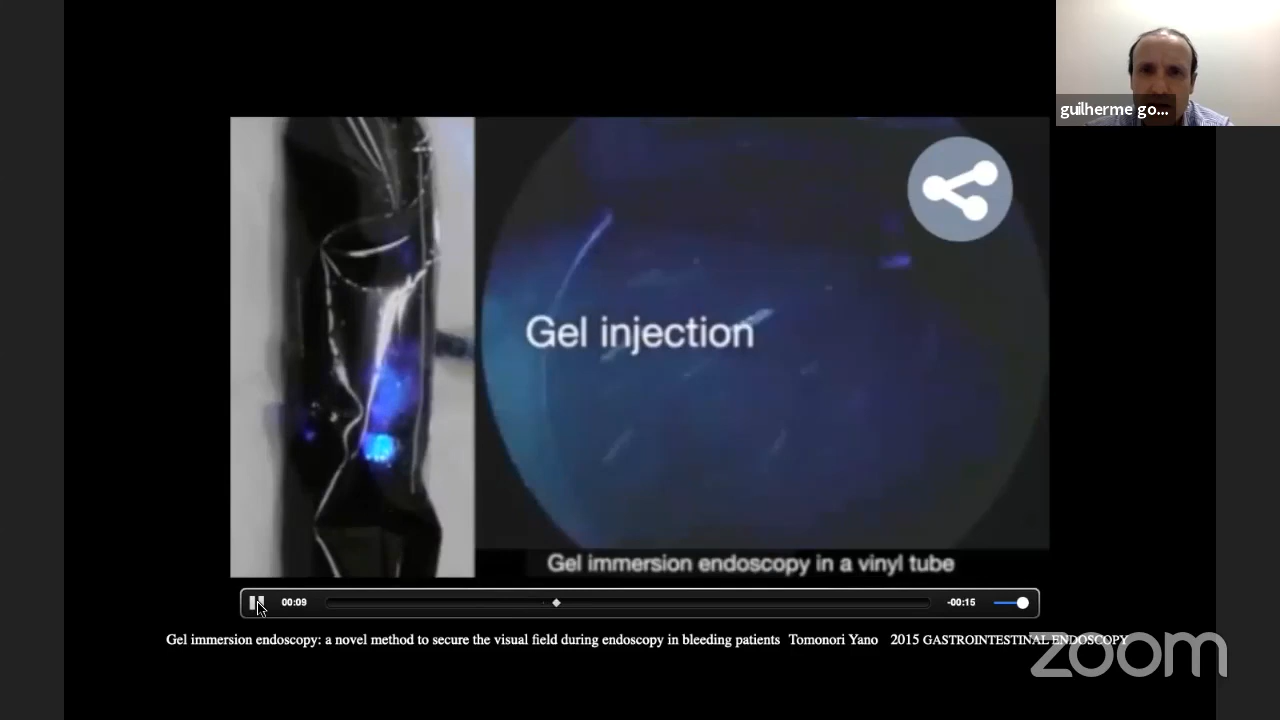 guilherme go...
Gel injection
Gel immersion endoscopy in a vinyl tube
00:09
-00:15
Gel immersion endoscopy: a novel method to secure the visual field during endoscopy in bleeding patients Tomonori Yano 2015 GASTROINTESTINAL ENDOSCOPY
zoom